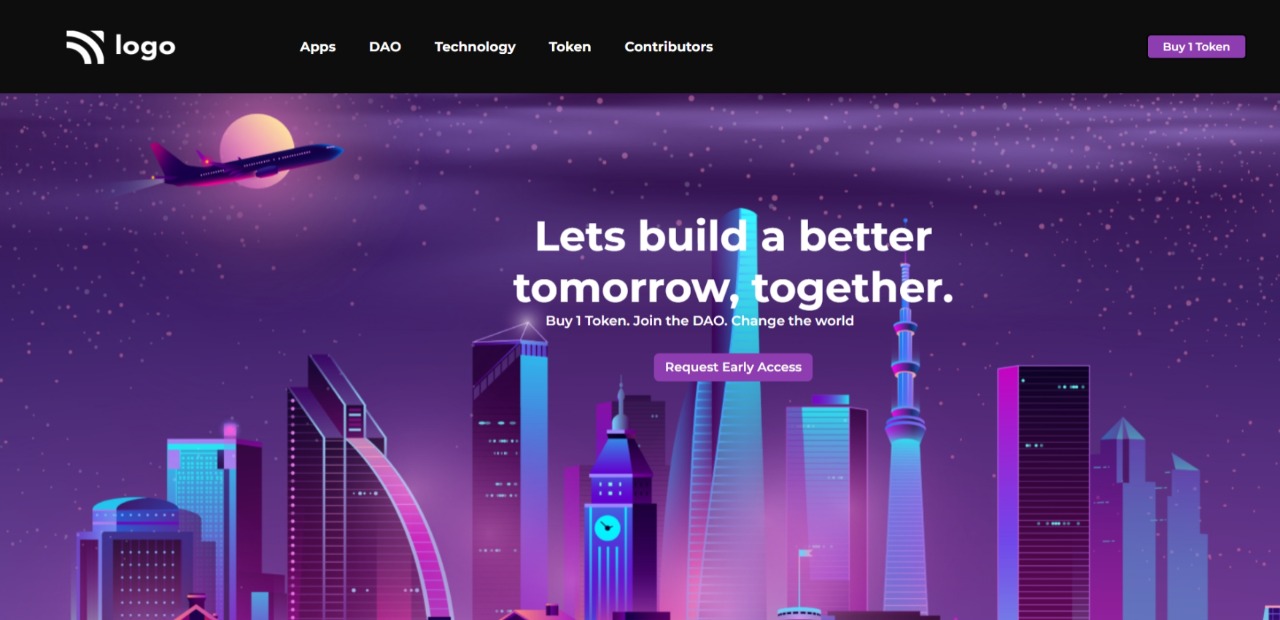 logo
Apps DAO Technology Token Contributors
Buy 1 Token
Lets build a better
tomorrow, together.
Buy 1 Token. Join the DAO. Change the world
Request Early Access